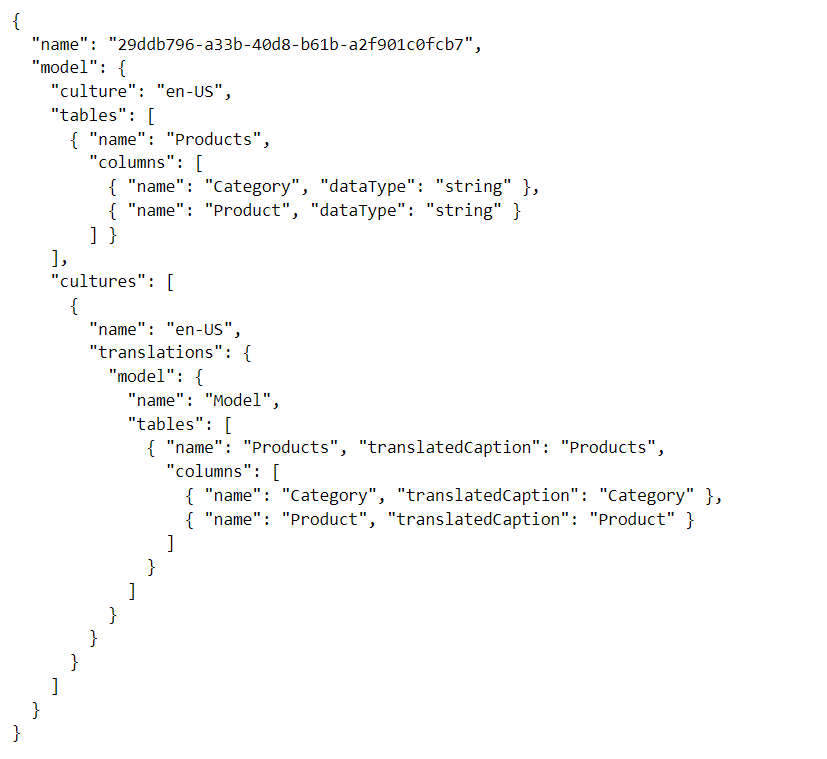 {
  "name": "29ddb796-a33b-40d8-b61b-a2f901c0fcb7",
  "model": {
    "culture": "en-US",
    "tables": [
      { "name": "Products",
        "columns": [
          { "name": "Category", "dataType": "string" },
          { "name": "Product", "dataType": "string" }
        ] }
    ],
    "cultures": [
      {
        "name": "en-US",
        "translations": {
          "model": {
            "name": "Model",
            "tables": [
              { "name": "Products", "translatedCaption": "Products",
                "columns": [
                  { "name": "Category", "translatedCaption": "Category" },
                  { "name": "Product", "translatedCaption": "Product" }
                ]
              }
            ]
          }
        }
      }
    ]
  }
}